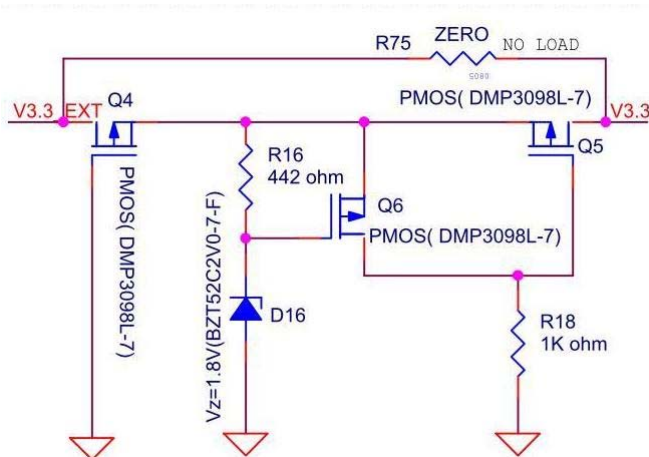 R75 ZERO NO LOAD
0805
V3.3_EXT Q4 PMOS( DMP3098L-7) V3.3
Q5
R16
442 ohm
Q6
PMOS( DMP3098L-7)
PMOS( DMP3098L-7)
Vz=1.8V(BZT52C2V0-7-F)
D16
R18
1K ohm